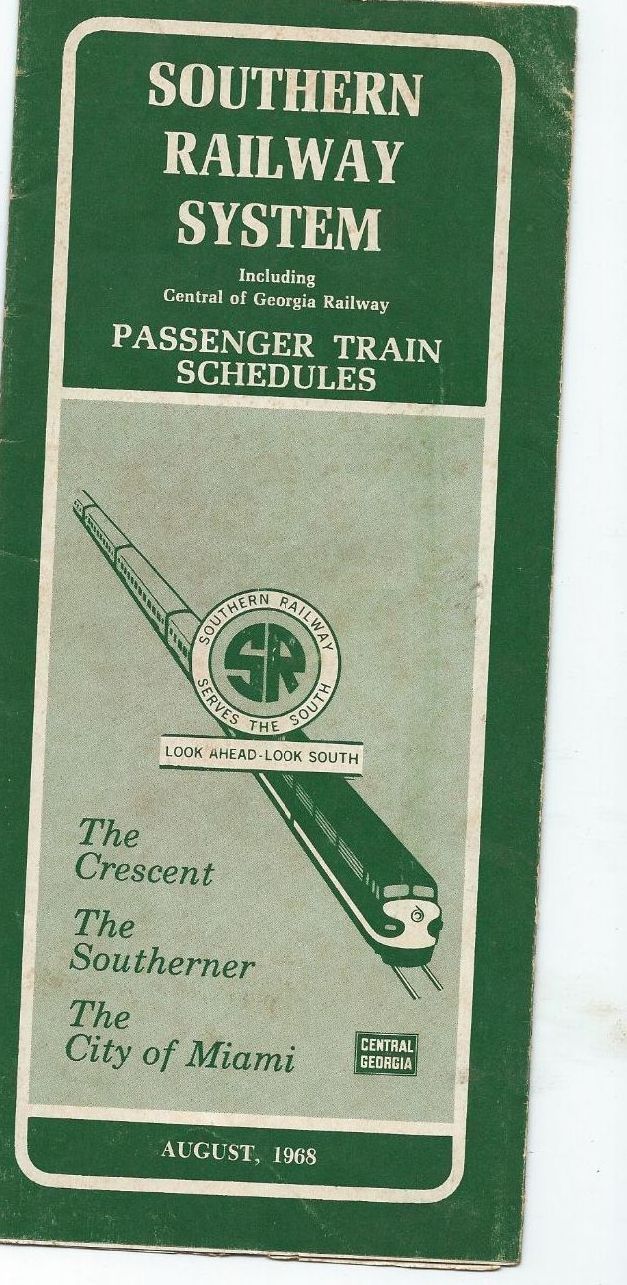 SOUTHERN
RAILWAY
SYSTEM
Including
Central of Georgia Railway
PASSENGER TRAIN
SCHEDULES
SOUTHERN RAILWAY
SR
SERVES THE SOUTH
LOOK AHEAD-LOOK SOUTH
The
Crescent
The
Southerner
The
City of Miami
CENTRAL
GEORGIA
AUGUST, 1968